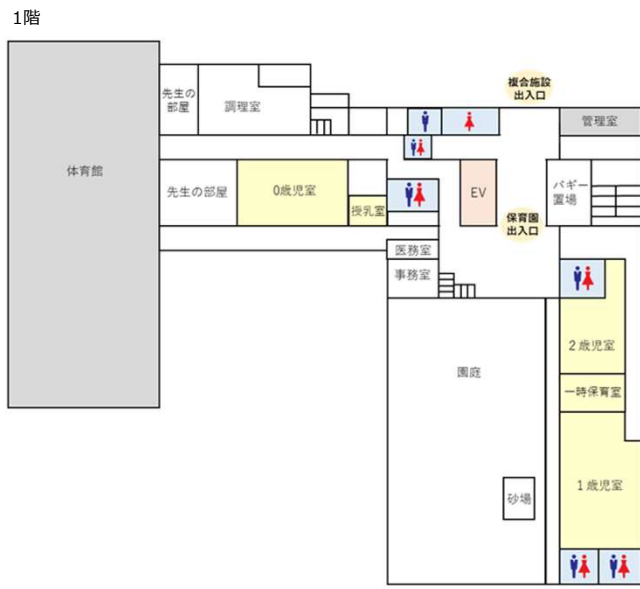 1階
複合施設
出入口
先生の
部屋
調理室
管理室
体育館
先生の部屋
0歳児室
授乳室
EV
バギー
置場
保育園
出入口
医務室
事務室
2歳児室
園庭
一時保育室
1歳児室
砂場